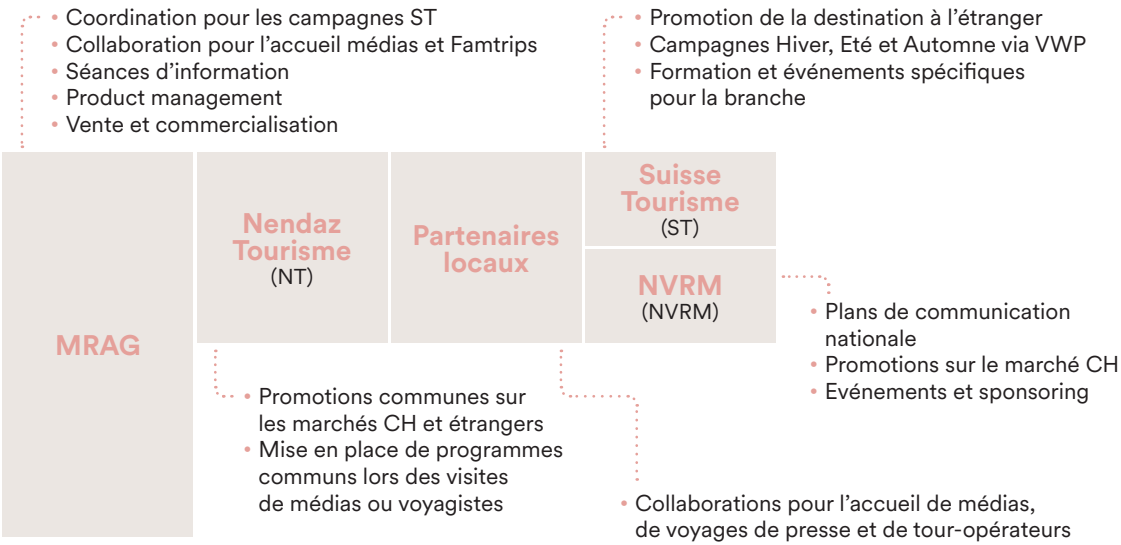 • Coordination pour les campagnes ST
• Collaboration pour l’accueil médias et Famtrips
• Séances d’information
• Product management
• Vente et commercialisation
• Promotion de la destination à l’étranger
• Campagnes Hiver, Eté et Automne via VWP
• Formation et événements spécifiques
pour la branche
MRAG
Nendaz
Tourisme
(NT)
Partenaires
locaux
Suisse
Tourisme
(ST)
NVRM
(NVRM)
• Plans de communication
nationale
• Promotions sur le marché CH
• Evénements et sponsoring
• Promotions communes sur
les marchés CH et étrangers
• Mise en place de programmes
communs lors des visites
de médias ou voyagistes
• Collaborations pour l’accueil de médias,
de voyages de presse et de tour-opérateurs